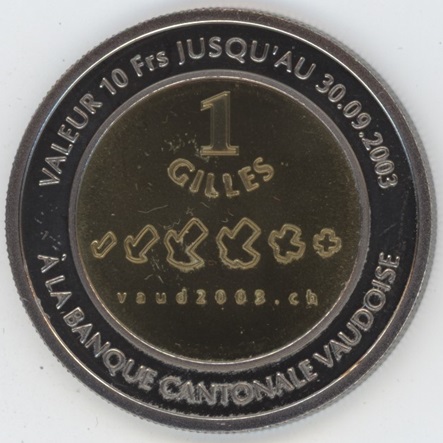 VALEUR 10 Frs JUSQU'AU 30.09.2003
1
GILLES
vaud2003.ch
À LA BANQUE CANTONALE VAUDOISE